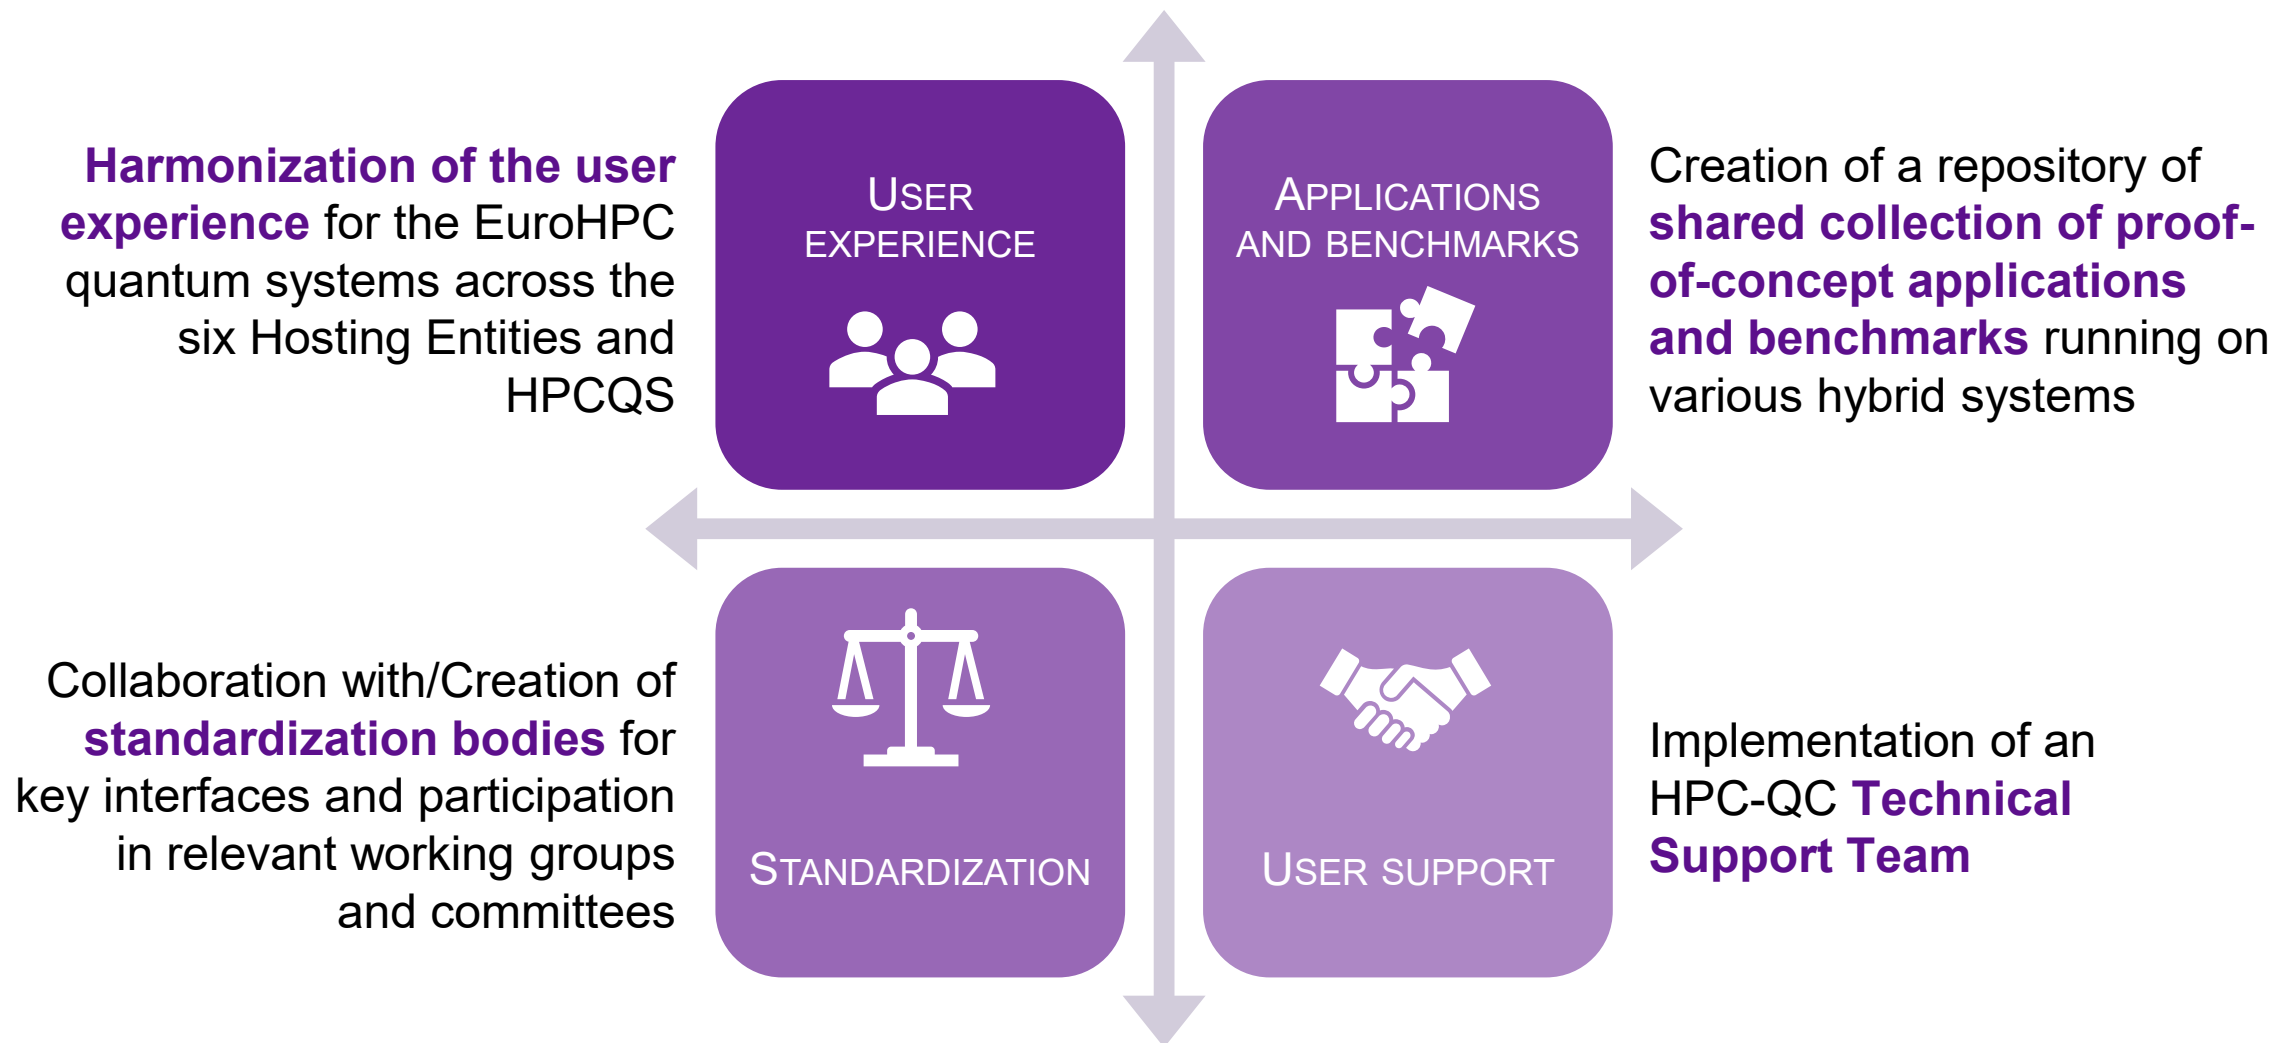 Harmonization of the user
experience for the EuroHPC
quantum systems across the
six Hosting Entities and
HPCQS
USER
EXPERIENCE
APPLICATIONS
AND BENCHMARKS
Creation of a repository of
shared collection of proof-
of-concept applications
and benchmarks running on
various hybrid systems
Collaboration with/Creation of
standardization bodies for
key interfaces and participation
in relevant working groups
and committees
STANDARDIZATION
USER SUPPORT
Implementation of an
HPC-QC Technical
Support Team